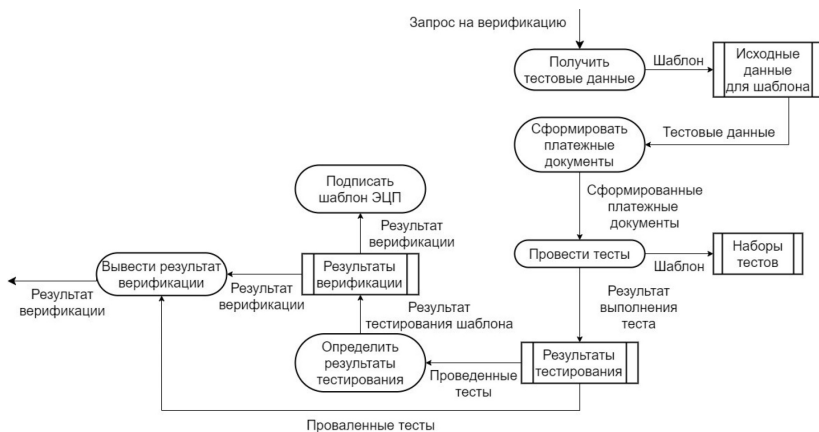 Запрос на верификацию
Получить
тестовые данные
Шаблон
Исходные
данные
для шаблона
Тестовые данные
Сформировать
платежные
документы
Сформированные
платежные
документы
Подписать
шаблон ЭЦП
Результат
верификации
Провести тесты
Шаблон
Наборы
тестов
Вывести результат
верификации
Результат
верификации
Результаты
верификации
Результат
верификации
Результат
выполнения
теста
Результат
тестирования шаблона
Определить
результаты
тестирования
Проведенные
тесты
Результаты
тестирования
Проваленные тесты